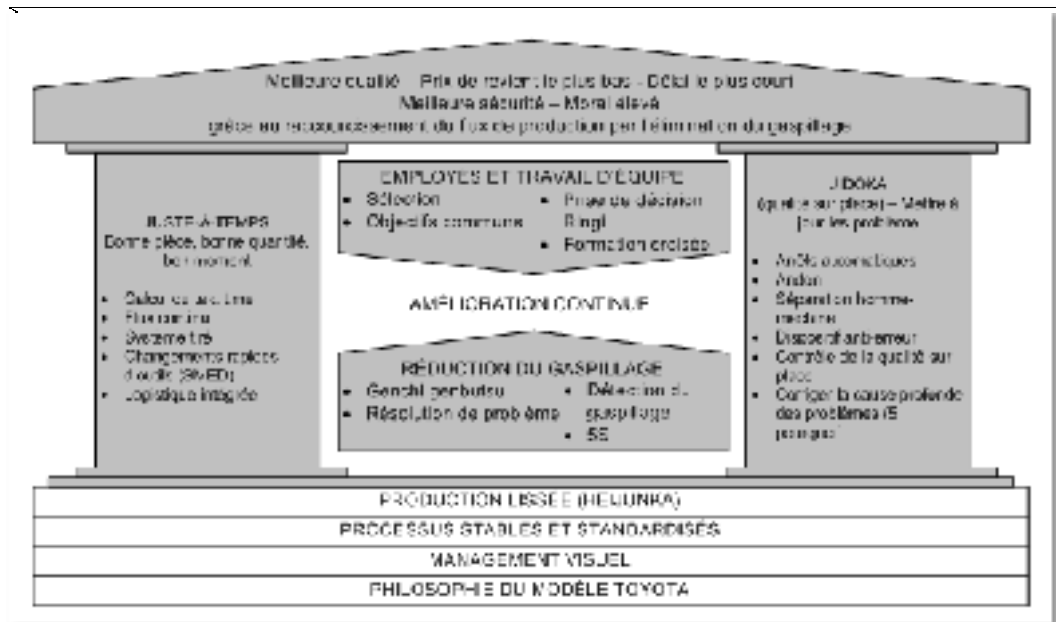 Meilleure qualité – Prix de revient le plus bas - Délai le plus court
Meilleure sécurité – Moral élevé
grâce au raccourcissement du flux de production par l'élimination du gaspillage
JUSTE-À-TEMPS
Bonne pièce, bonne quantité,
bon moment
• Calcul du takt time
• Flux continu
• Système tiré
• Changements rapides
d'outils (SMED)
• Logistique intégrée
EMPLOYES ET TRAVAIL D'ÉQUIPE
• Sélection
• Objectifs communs
• Prise de décision
Ringi
• Formation croisée
AMÉLIORATION CONTINUE
RÉDUCTION DU GASPILLAGE
• Genchi genbutsu
• Résolution de problème
• Détection du
gaspillage
• 5S
JIDOKA
(qualité sur place) – Mettre à
jour les problème
• Arrêts automatiques
• Andon
• Séparation homme-
machine
• Dispositif anti-erreur
• Contrôle de la qualité sur
place
• Corriger la cause profonde
des problèmes (5
pourquoi)
PRODUCTION LISSÉE (HEIJUNKA)
PROCESSUS STABLES ET STANDARDISÉS
MANAGEMENT VISUEL
PHILOSOPHIE DU MODÈLE TOYOTA